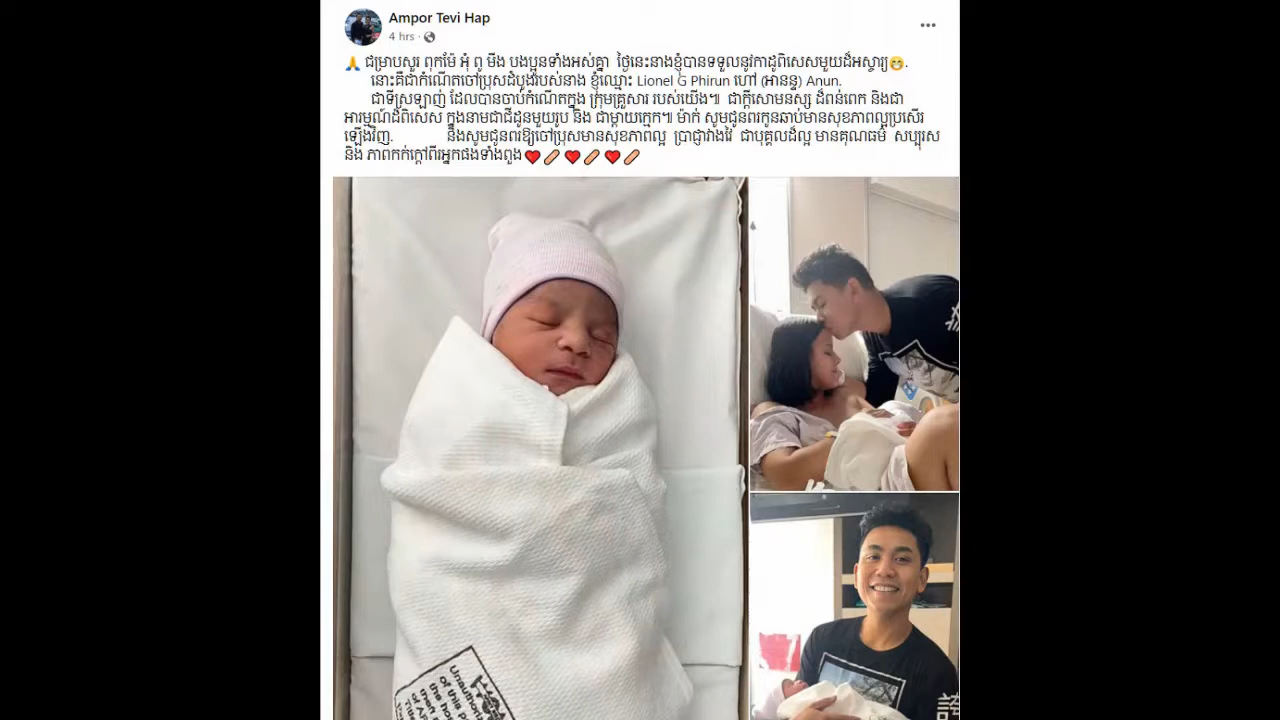 Ampor Tevi Hap
4 hrs ·
🙏 ជម្រាបសួរ ពុកម៉ែ អ៊ុំ ពូ មីង បងប្អូនទាំងអស់គ្នា ថ្ងៃនេះនាងខ្ញុំបានទទួលនូវកាដូពិសេសមួយដ៏អស្ចារ្យ😁.
នោះគឺជាកំណើតចៅប្រុសដំបូងរបស់នាង ខ្ញុំឈ្មោះ Lionel G Phirun ហៅ (អានន្ទ) Anun.
ជាទីស្រឡាញ់ ដែលបានចាប់កំណើតក្នុង ក្រុមគ្រួសារ របស់យើង៕ ជាក្តីសោមនស្ស ដ៏ពន់ពេក និងជា
អារម្មណ៍ដ៏ពិសេស ក្នុងនាមជាជីដូនមួយរូប និង ជាម្តាយក្មេក៕ ម៉ាក់ សូមជូនពរកូនឆាប់មានសុខភាពល្អប្រសើរ
ឡើងវិញ. និងសូមជូនពរឱ្យចៅប្រុសមានសុខភាពល្អ ប្រាជ្ញាវាងវៃ ជាបុគ្គលដ៏ល្អ មានគុណធម៌ សប្បុរស
និង ភាពកក់ក្តៅពីរអ្នកផងទាំងពួង❤️🩹❤️🩹❤️🩹
Unauthor
of this p
the ho